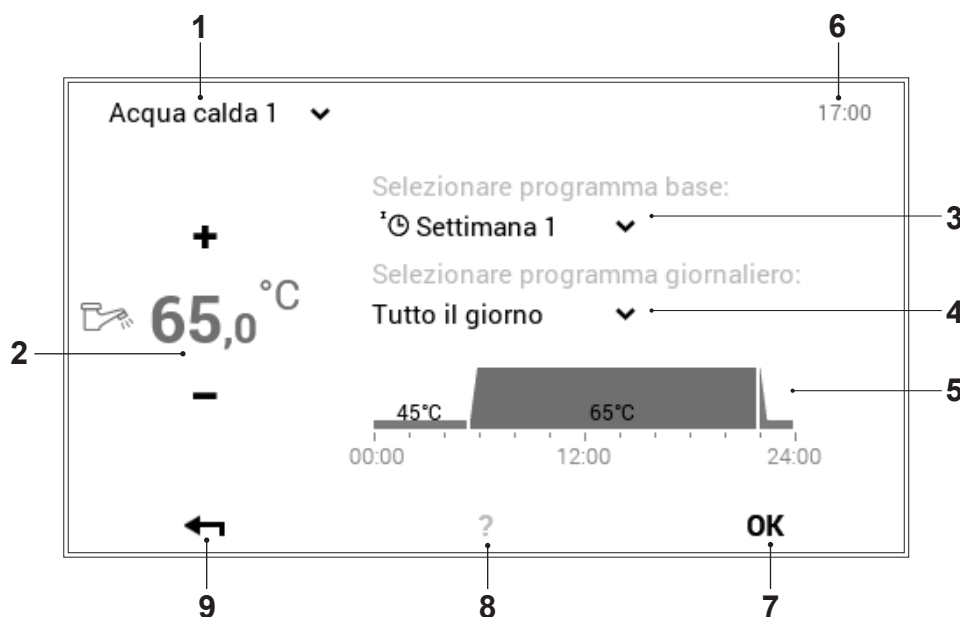 1
6
Acqua calda 1
17:00
Selezionare programma base:
I Settimana 1
3
+
Selezionare programma giornaliero:
65,0 °C
Tutto il giorno
4
2
–
5
45°C
65°C
00:00
12:00
24:00
?
OK
9
8
7